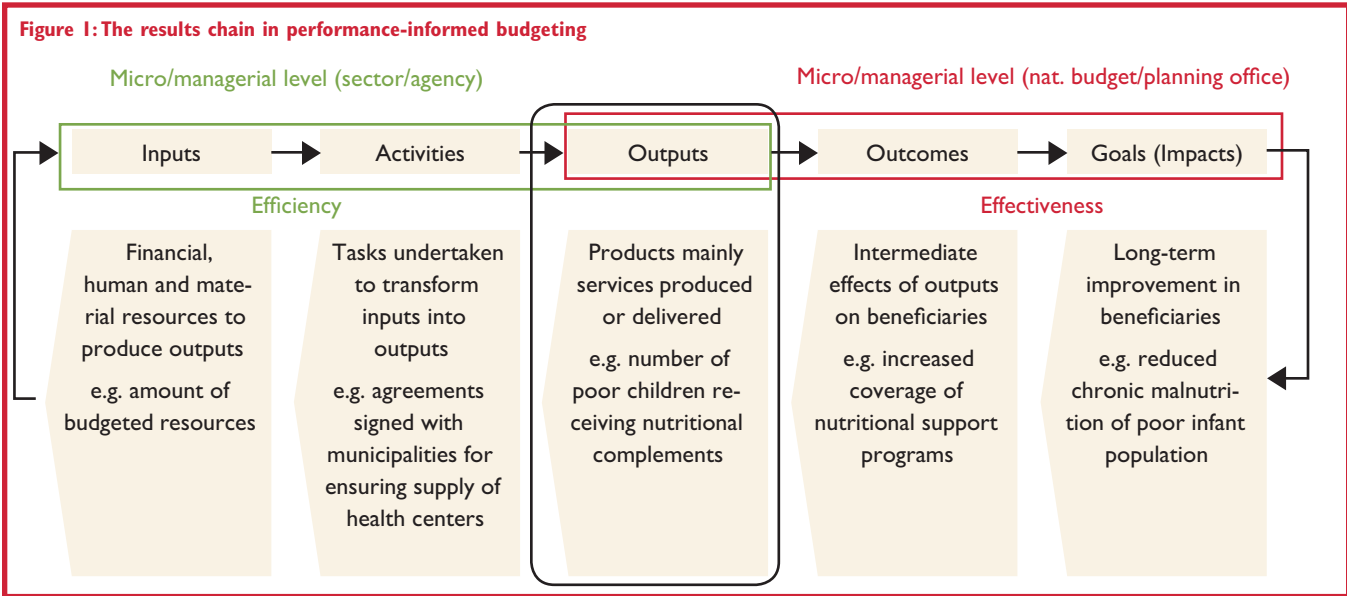 Figure 1: The results chain in performance-informed budgeting
Micro/managerial level (sector/agency)
Micro/managerial level (nat. budget/planning office)
Inputs
Activities
Outputs
Outcomes
Goals (Impacts)
Efficiency
Effectiveness
Financial,
human and mate-
rial resources to
produce outputs
e.g. amount of
budgeted resources
Tasks undertaken
to transform
inputs into
outputs
e.g. agreements
signed with
municipalities for
ensuring supply of
health centers
Products mainly
services produced
or delivered
e.g. number of
poor children re-
ceiving nutritional
complements
Intermediate
effects of outputs
on beneficiaries
e.g. increased
coverage of
nutritional support
programs
Long-term
improvement in
beneficiaries
e.g. reduced
chronic malnutri-
tion of poor infant
population